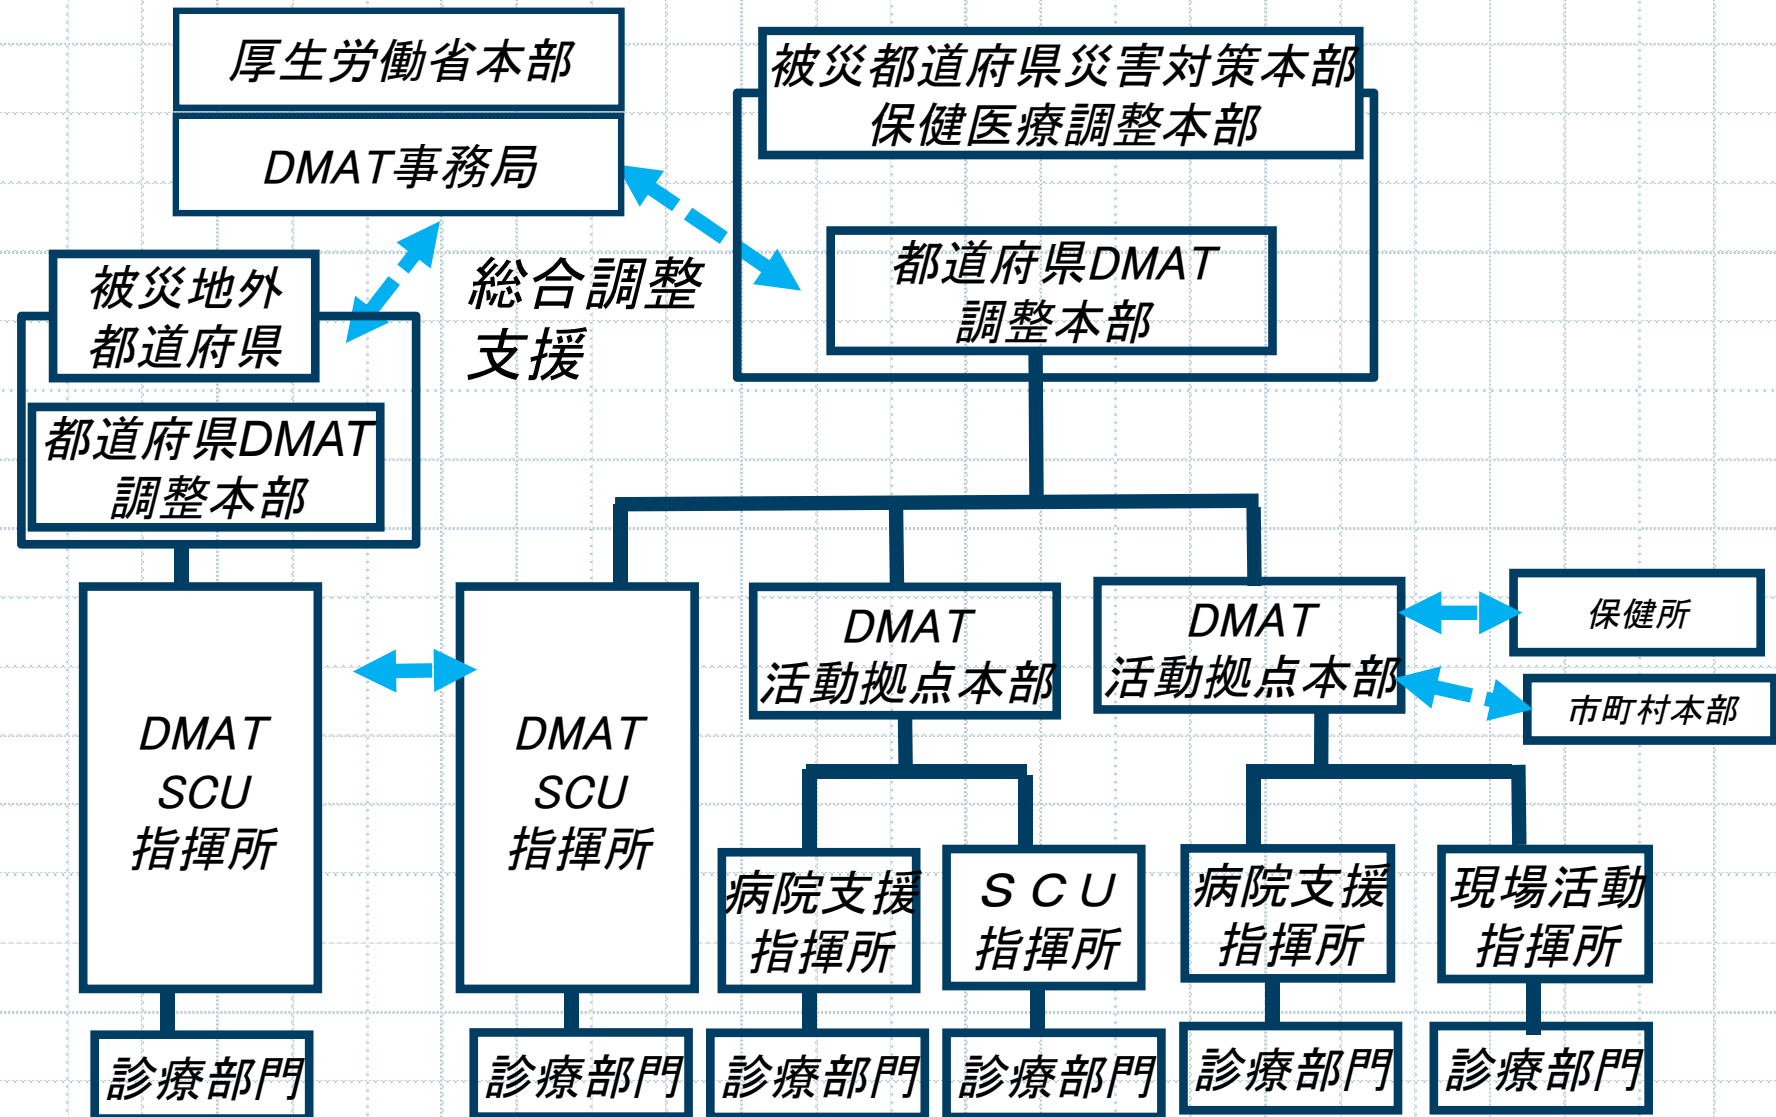 厚生労働省本部
DMAT事務局
被災都道府県災害対策本部
保健医療調整本部
都道府県DMAT
調整本部
総合調整
支援
被災地外
都道府県
都道府県DMAT
調整本部
DMAT
SCU
指揮所
DMAT
SCU
指揮所
DMAT
活動拠点本部
DMAT
活動拠点本部
保健所
市町村本部
病院支援
指揮所
ＳＣＵ
指揮所
病院支援
指揮所
現場活動
指揮所
診療部門
診療部門
診療部門
診療部門
診療部門
診療部門